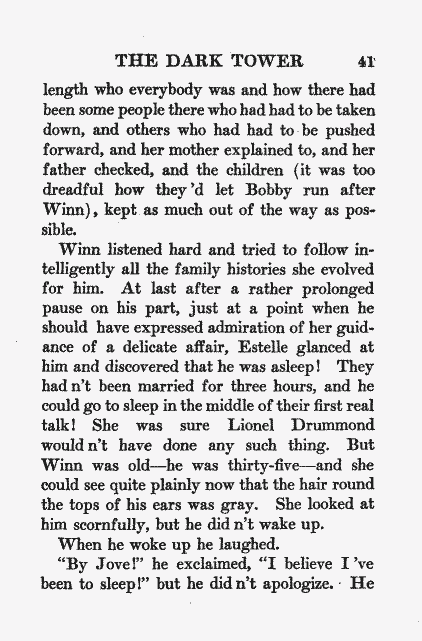 THE DARK TOWER 41
length who everybody was and how there had
been some people there who had had to be taken
down, and others who had had to be pushed
forward, and her mother explained to, and her
father checked, and the children (it was too
dreadful how they 'd let Bobby run after
Winn), kept as much out of the way as pos-
sible.
Winn listened hard and tried to follow in-
telligently all the family histories she evolved
for him. At last after a rather prolonged
pause on his part, just at a point when he
should have expressed admiration of her guid-
ance of a delicate affair, Estelle glanced at
him and discovered that he was asleep! They
had n't been married for three hours, and he
could go to sleep in the middle of their first real
talk! She was sure Lionel Drummond
would n't have done any such thing. But
Winn was old—he was thirty-five—and she
could see quite plainly now that the hair round
the tops of his ears was gray. She looked at
him scornfully, but he did n't wake up.
When he woke up he laughed.
"By Jove!" he exclaimed, "I believe I 've
been to sleep!" but he did n't apologize. He